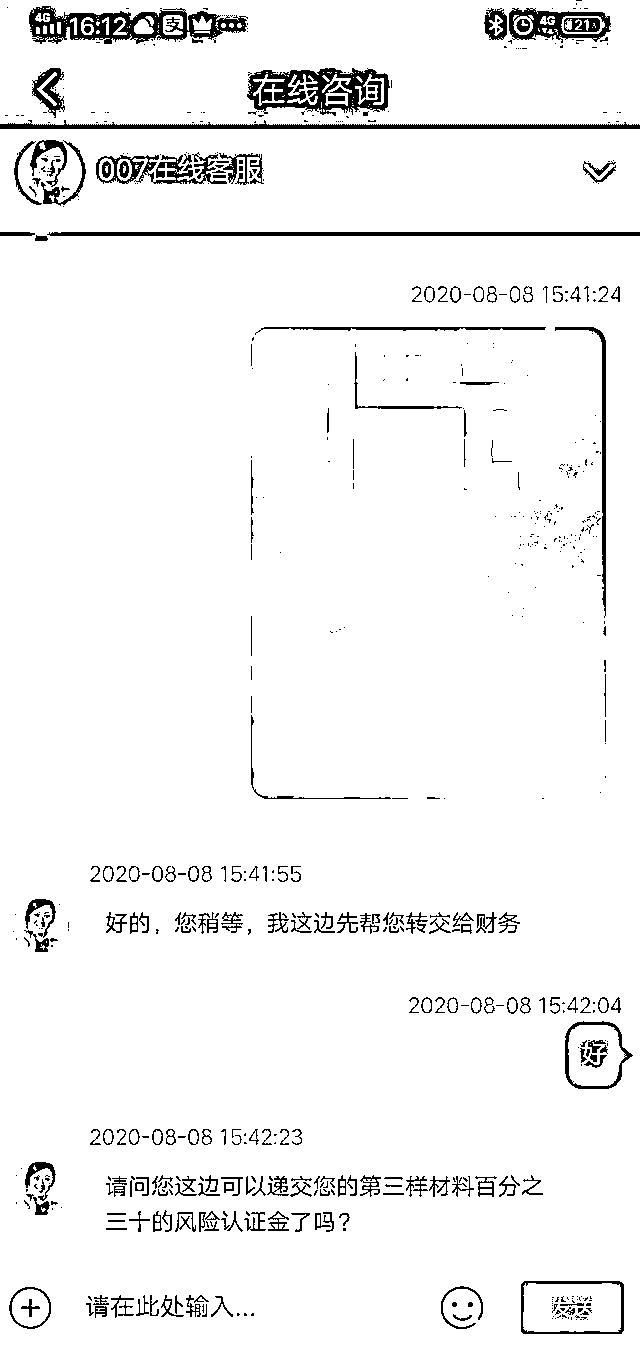 4G 16:12 支 4G 21
在线咨询
007在线客服
2020-08-08 15:41:24
2020-08-08 15:41:55
好的，您稍等，我这边先帮您转交给财务
2020-08-08 15:42:04
好
2020-08-08 15:42:23
请问您这边可以递交您的第三样材料百分之
三十的风险认证金了吗？
请在此处输入...
发送